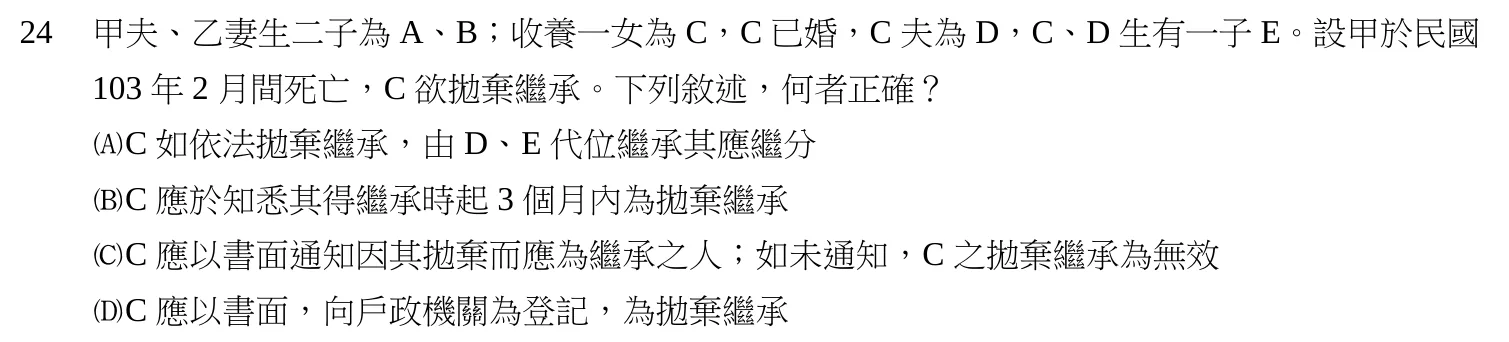 24 甲夫、乙妻生二子為 A、B；收養一女為 C，C 已婚，C 夫為 D，C、D 生有一子 E。設甲於民國
103 年 2 月間死亡，C 欲拋棄繼承。下列敘述，何者正確？
(A)C 如依法拋棄繼承，由 D、E 代位繼承其應繼分
(B)C 應於知悉其得繼承時起 3 個月內為拋棄繼承
(C)C 應以書面通知因其拋棄而應為繼承之人；如未通知，C 之拋棄繼承為無效
(D)C 應以書面，向戶政機關為登記，為拋棄繼承